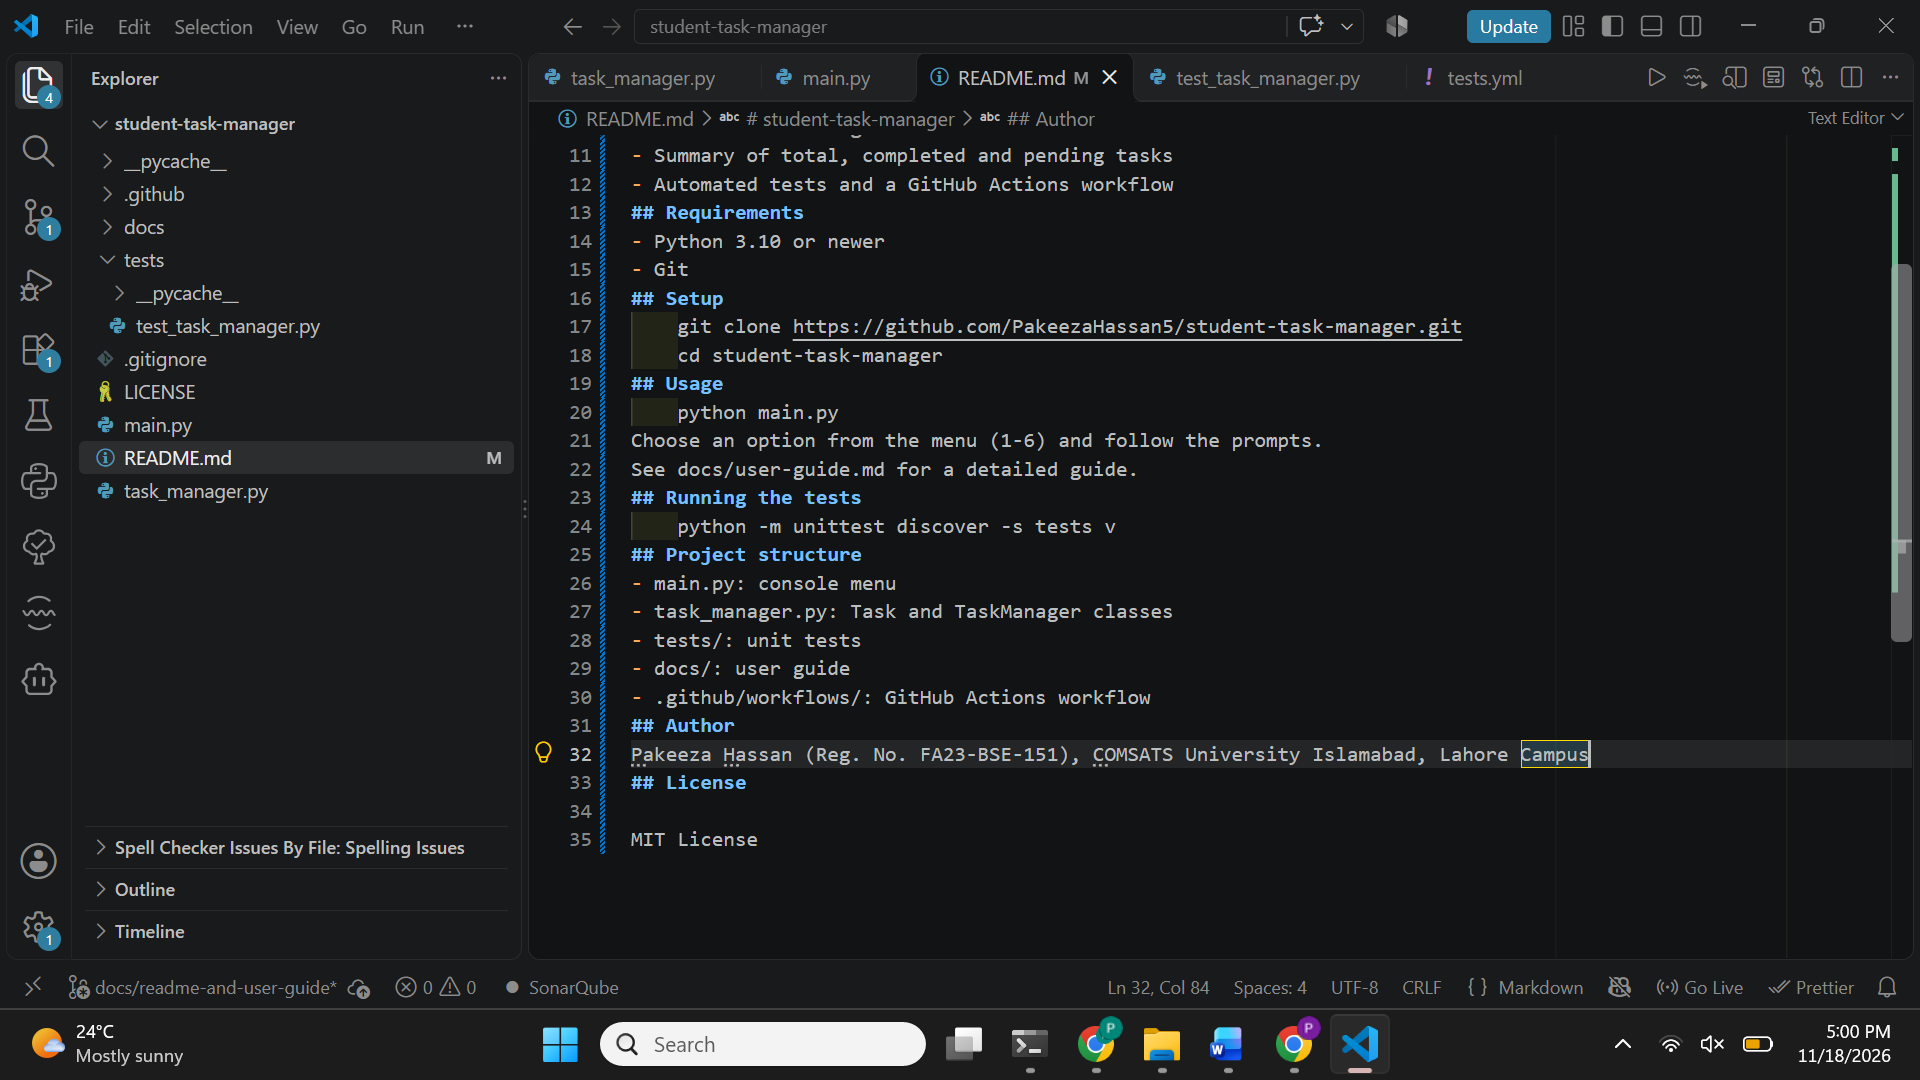 File Edit Selection View Go Run ··· student-task-manager Update
Explorer ···
4
student-task-manager
__pycache__
.github
docs
tests
__pycache__
test_task_manager.py
.gitignore
LICENSE
main.py
README.md M
task_manager.py
1
1
Spell Checker Issues By File: Spelling Issues
Outline
Timeline
1
task_manager.py main.py README.md M test_task_manager.py ! tests.yml ···
README.md > abc # student-task-manager > abc ## Author Text Editor
11 - Summary of total, completed and pending tasks
12 - Automated tests and a GitHub Actions workflow
13 ## Requirements
14 - Python 3.10 or newer
15 - Git
16 ## Setup
17 git clone https://github.com/PakeezaHassan5/student-task-manager.git
18 cd student-task-manager
19 ## Usage
20 python main.py
21 Choose an option from the menu (1-6) and follow the prompts.
22 See docs/user-guide.md for a detailed guide.
23 ## Running the tests
24 python -m unittest discover -s tests v
25 ## Project structure
26 - main.py: console menu
27 - task_manager.py: Task and TaskManager classes
28 - tests/: unit tests
29 - docs/: user guide
30 - .github/workflows/: GitHub Actions workflow
31 ## Author
32 Pakeeza Hassan (Reg. No. FA23-BSE-151), COMSATS University Islamabad, Lahore Campus
33 ## License
34
35 MIT License
docs/readme-and-user-guide* 0 0 SonarQube Ln 32, Col 84 Spaces: 4 UTF-8 CRLF { } Markdown Go Live Prettier
24°C
Mostly sunny
Search
P
W
P
5:00 PM
11/18/2026